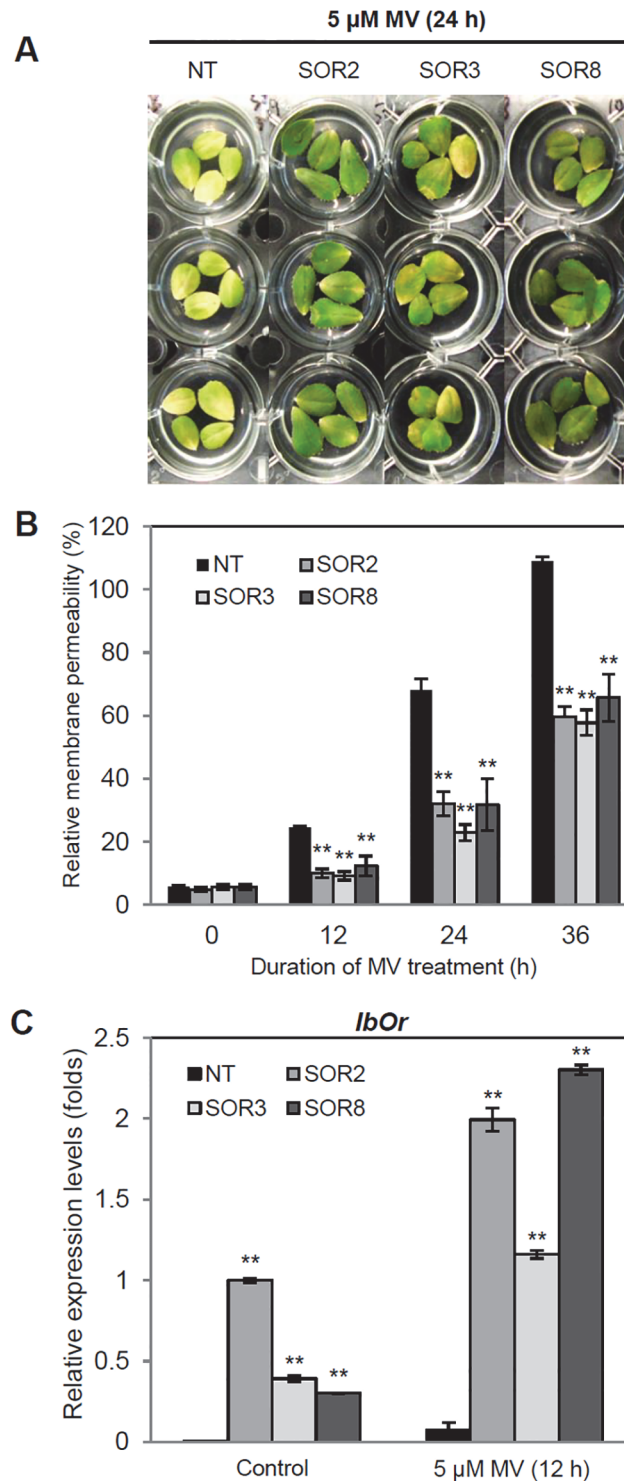 5 µM MV (24 h)
A
NT SOR2 SOR3 SOR8
B
Relative membrane permeability (%)
120
100
80
60
40
20
0
NT SOR2
SOR3 SOR8
** ** **
** ** **
** ** **
0 12 24 36
Duration of MV treatment (h)
C
IbOr
Relative expression levels (folds)
2.5
2
1.5
1
0.5
0
NT SOR2
SOR3 SOR8
** ** **
** ** **
Control 5 µM MV (12 h)